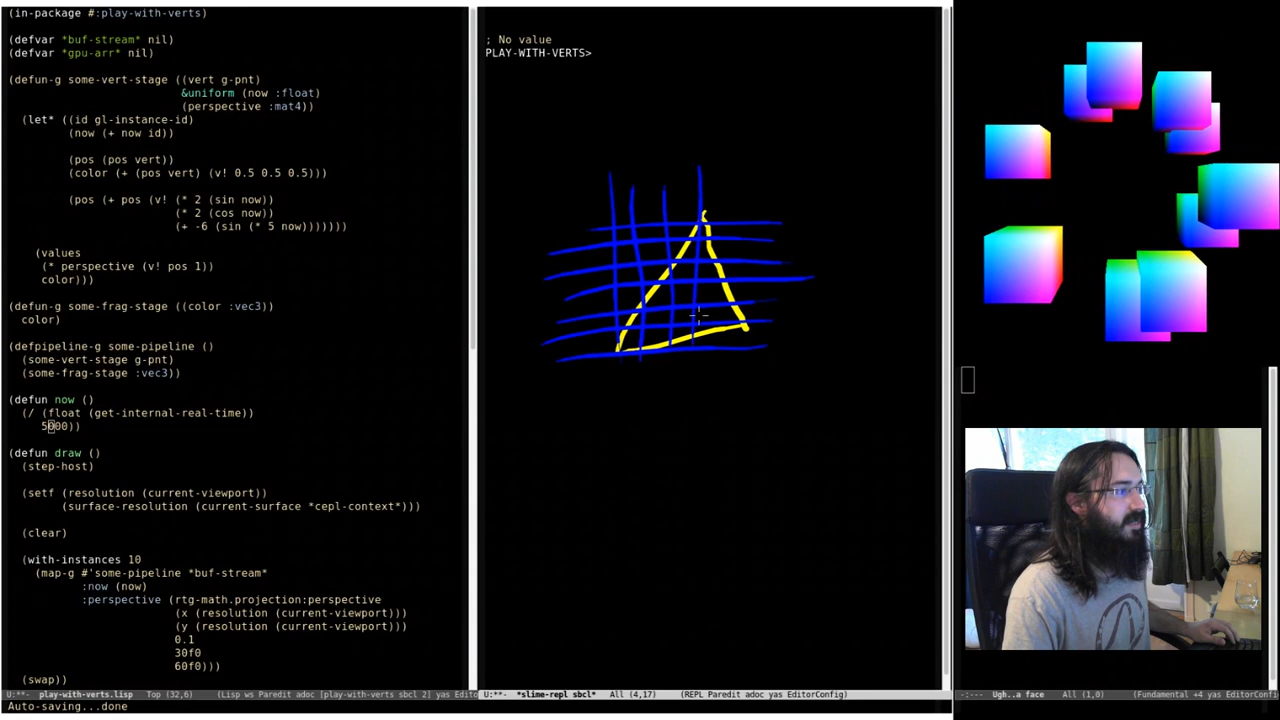 (in-package #:play-with-verts)
(defvar *buf-stream* nil)
(defvar *gpu-arr* nil)
(defun-g some-vert-stage ((vert g-pnt)
&uniform (now :float)
(perspective :mat4))
(let* ((id gl-instance-id)
(now (+ now id))
(pos (pos vert))
(color (+ (pos vert) (v! 0.5 0.5 0.5)))
(pos (+ pos (v! (* 2 (sin now))
(* 2 (cos now))
(+ -6 (sin (* 5 now)))))))
(values
(* perspective (v! pos 1))
color)))
(defun-g some-frag-stage ((color :vec3))
color)
(defpipeline-g some-pipeline ()
(some-vert-stage g-pnt)
(some-frag-stage :vec3))
(defun now ()
(/ (float (get-internal-real-time))
5000))
(defun draw ()
(step-host)
(setf (resolution (current-viewport))
(surface-resolution (current-surface *cepl-context*)))
(clear)
(with-instances 10
(map-g #'some-pipeline *buf-stream*
:now (now)
:perspective (rtg-math.projection:perspective
(x (resolution (current-viewport)))
(y (resolution (current-viewport)))
0.1
30f0
60f0)))
(swap))
U:**- play-with-verts.lisp Top (32,6) (Lisp ws Paredit adoc [play-with-verts sbcl 2] yas Edito
Auto-saving...done
; No value
PLAY-WITH-VERTS>
U:**- *slime-repl sbcl* All (4,17) (REPL Paredit adoc yas EditorConfig)
-:--- Ugh..a face All (1,0) (Fundamental +4 yas EditorConfi